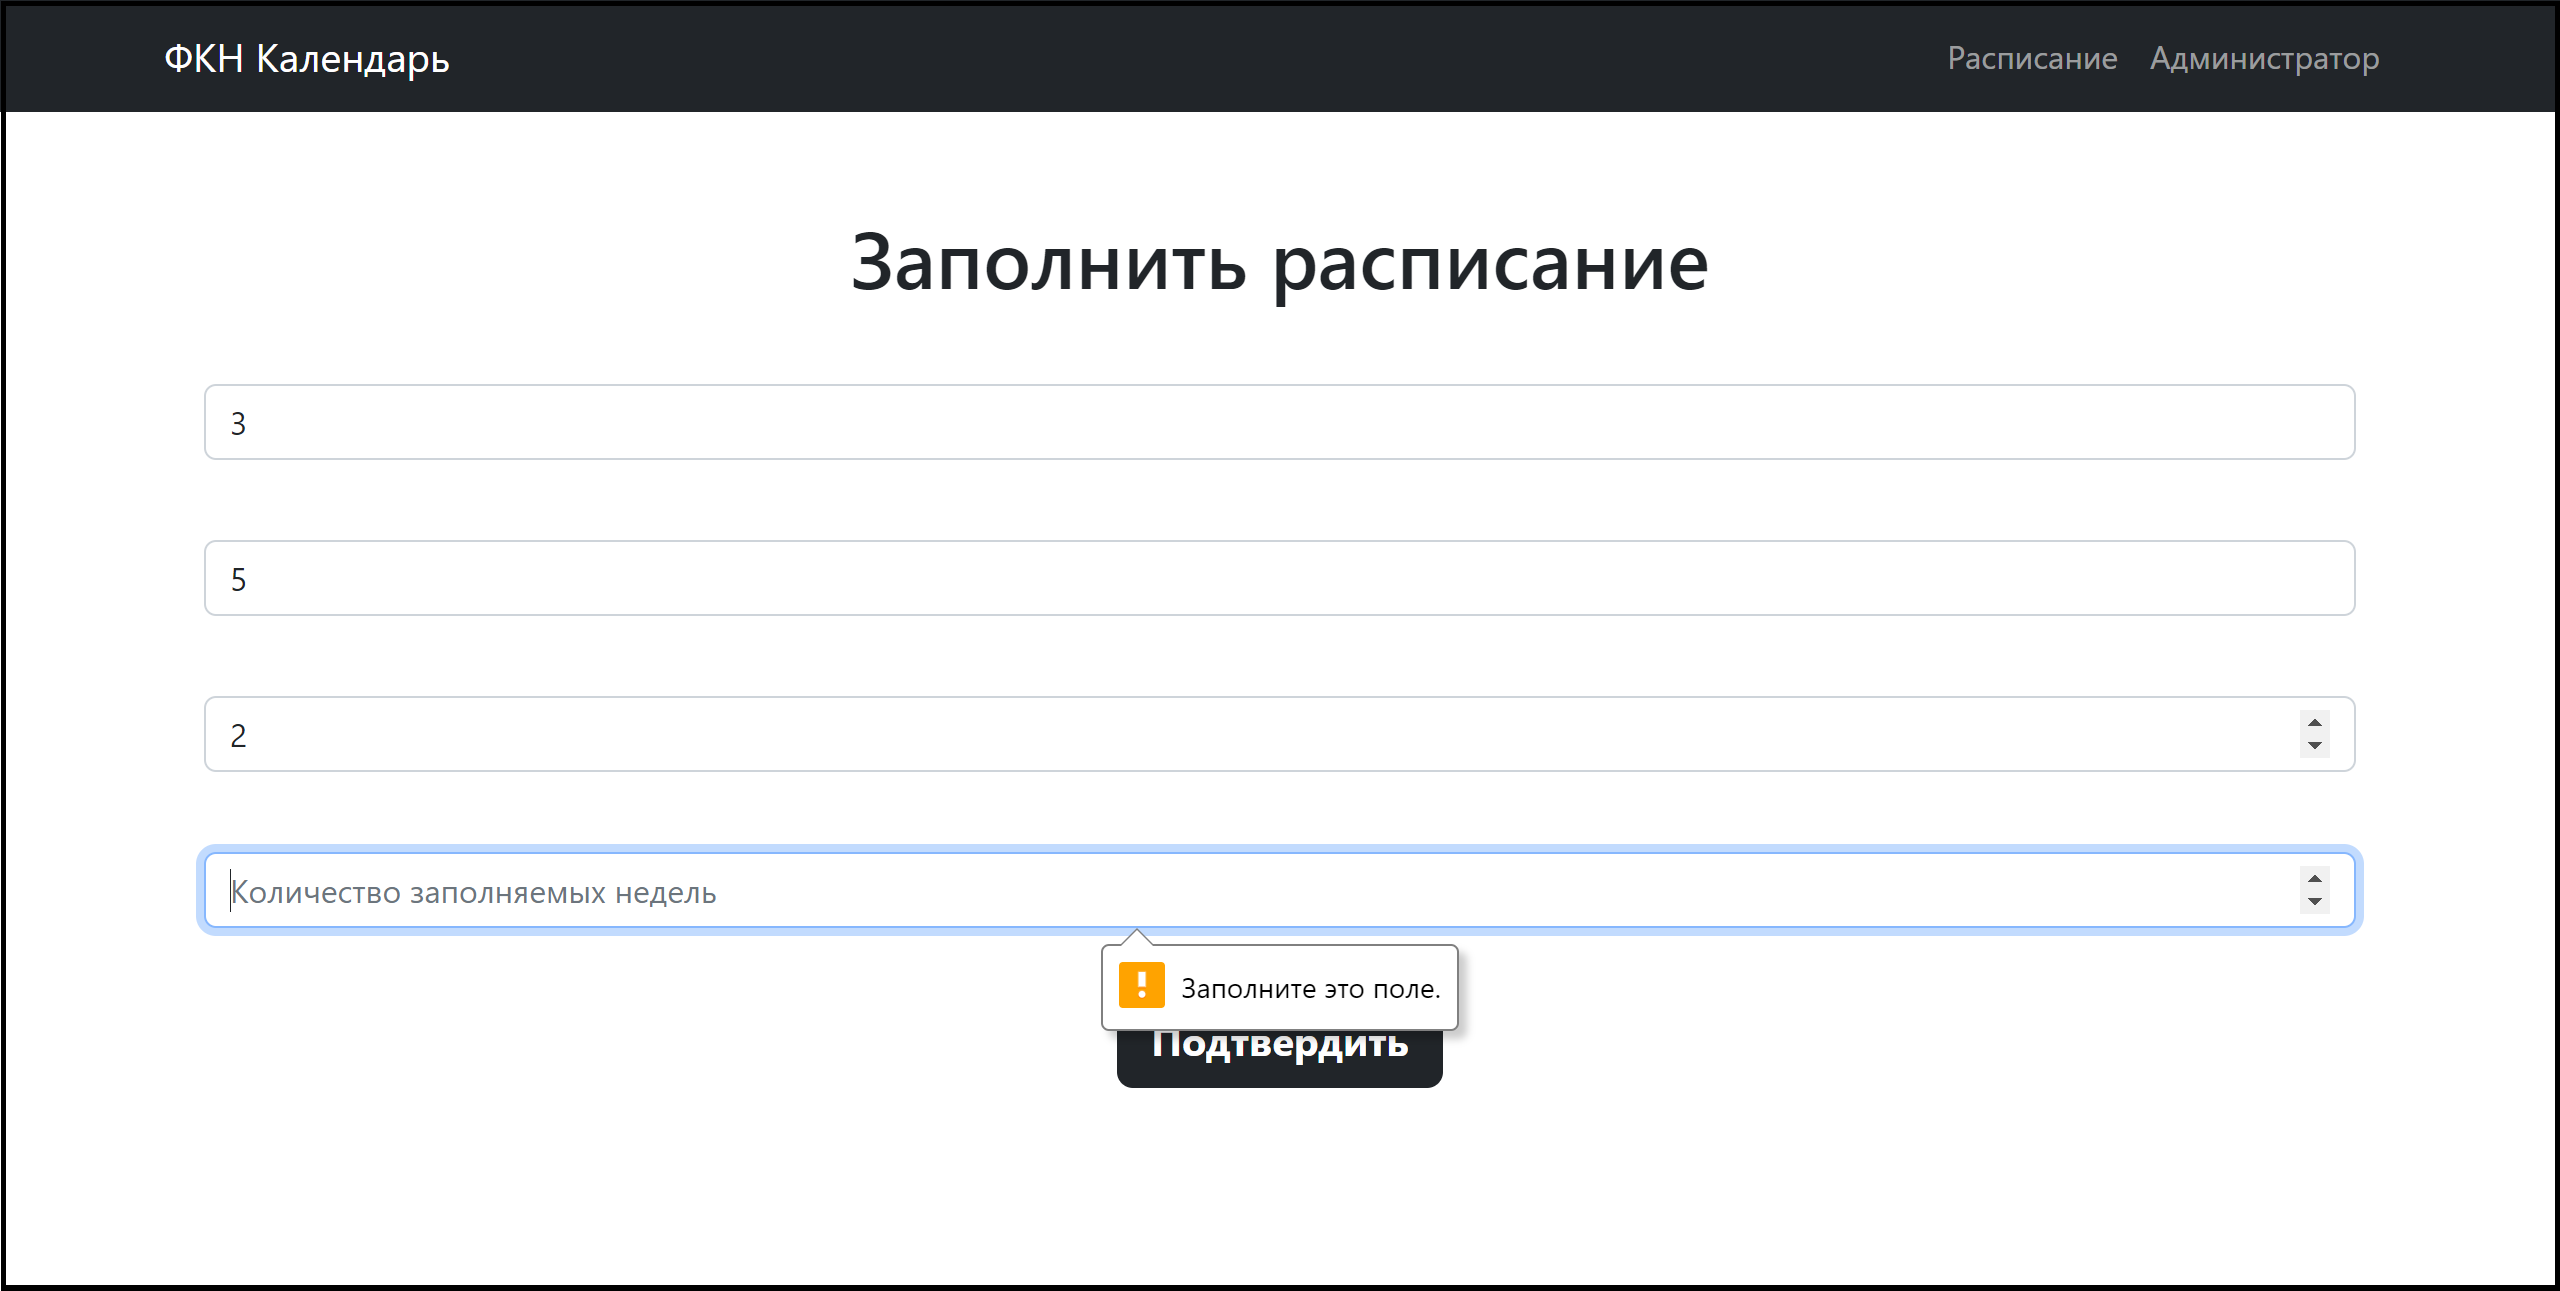 ФКН Календарь
Расписание Администратор
Заполнить расписание
3
5
2
Количество заполняемых недель
Заполните это поле.
Подтвердить